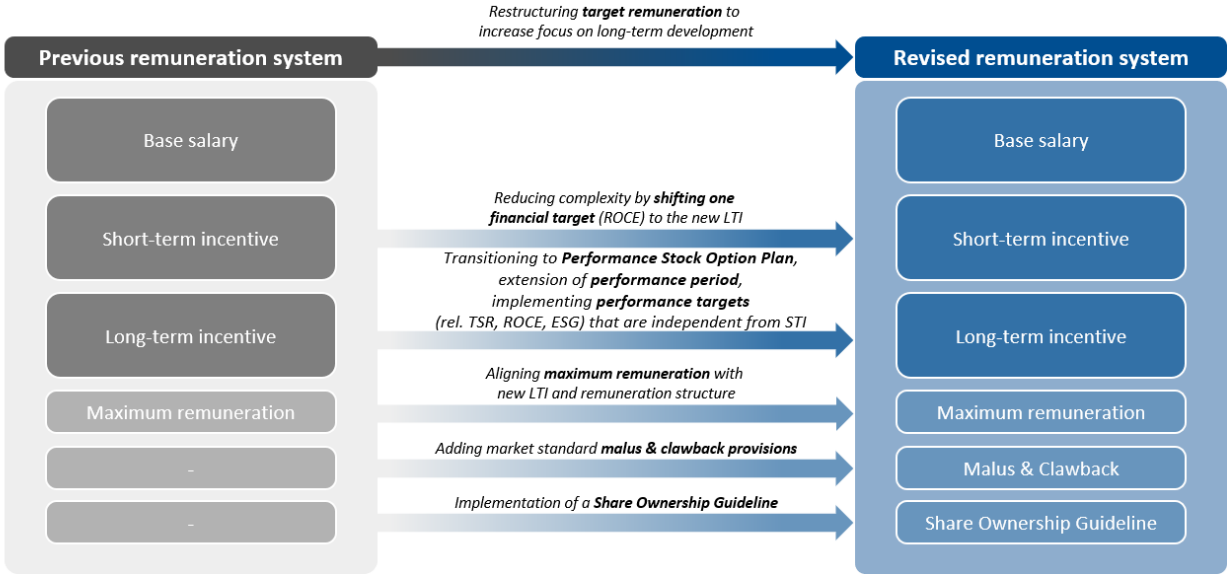 Restructuring target remuneration to
increase focus on long-term development
Previous remuneration system
Revised remuneration system
Base salary
Base salary
Reducing complexity by shifting one
financial target (ROCE) to the new LTI
Short-term incentive
Short-term incentive
Transitioning to Performance Stock Option Plan,
extension of performance period,
implementing performance targets
(rel. TSR, ROCE, ESG) that are independent from STI
Long-term incentive
Long-term incentive
Aligning maximum remuneration with
new LTI and remuneration structure
Maximum remuneration
Maximum remuneration
Adding market standard malus & clawback provisions
-
Malus & Clawback
Implementation of a Share Ownership Guideline
-
Share Ownership Guideline